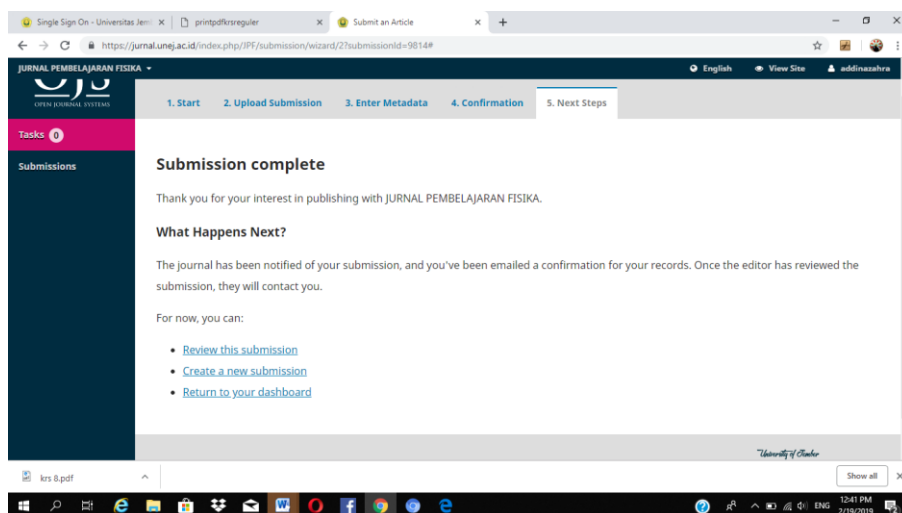 Single Sign On - Universitas Jem
printpdfkrsreguler
Submit an Article
https://jurnal.unej.ac.id/index.php/JPF/submission/wizard/2?submissionId=9814#
JURNAL PEMBELAJARAN FISIKA
English
View Site
addinazahra
OPEN JOURNAL SYSTEMS
1. Start
2. Upload Submission
3. Enter Metadata
4. Confirmation
5. Next Steps
Tasks 0
Submissions
Submission complete
Thank you for your interest in publishing with JURNAL PEMBELAJARAN FISIKA.
What Happens Next?
The journal has been notified of your submission, and you've been emailed a confirmation for your records. Once the editor has reviewed the
submission, they will contact you.
For now, you can:
Review this submission
Create a new submission
Return to your dashboard
University of Jember
krs 8.pdf
Show all
ENG
12:41 PM
2/19/2019